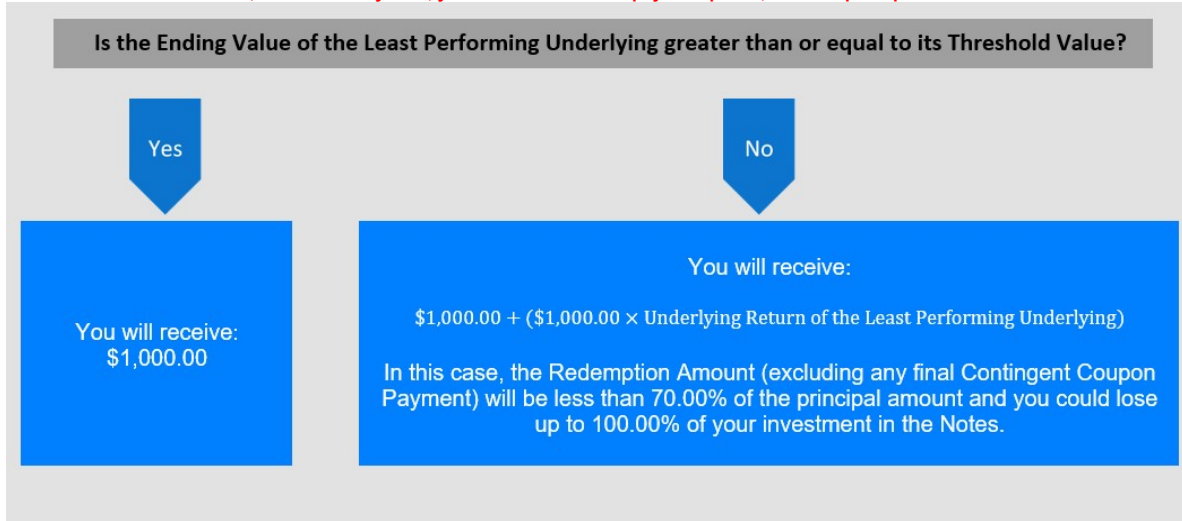 Is the Ending Value of the Least Performing Underlying greater than or equal to its Threshold Value?
Yes
No
You will receive:
$1,000.00
You will receive:
$1,000.00 + ($1,000.00 × Underlying Return of the Least Performing Underlying)
In this case, the Redemption Amount (excluding any final Contingent Coupon
Payment) will be less than 70.00% of the principal amount and you could lose
up to 100.00% of your investment in the Notes.